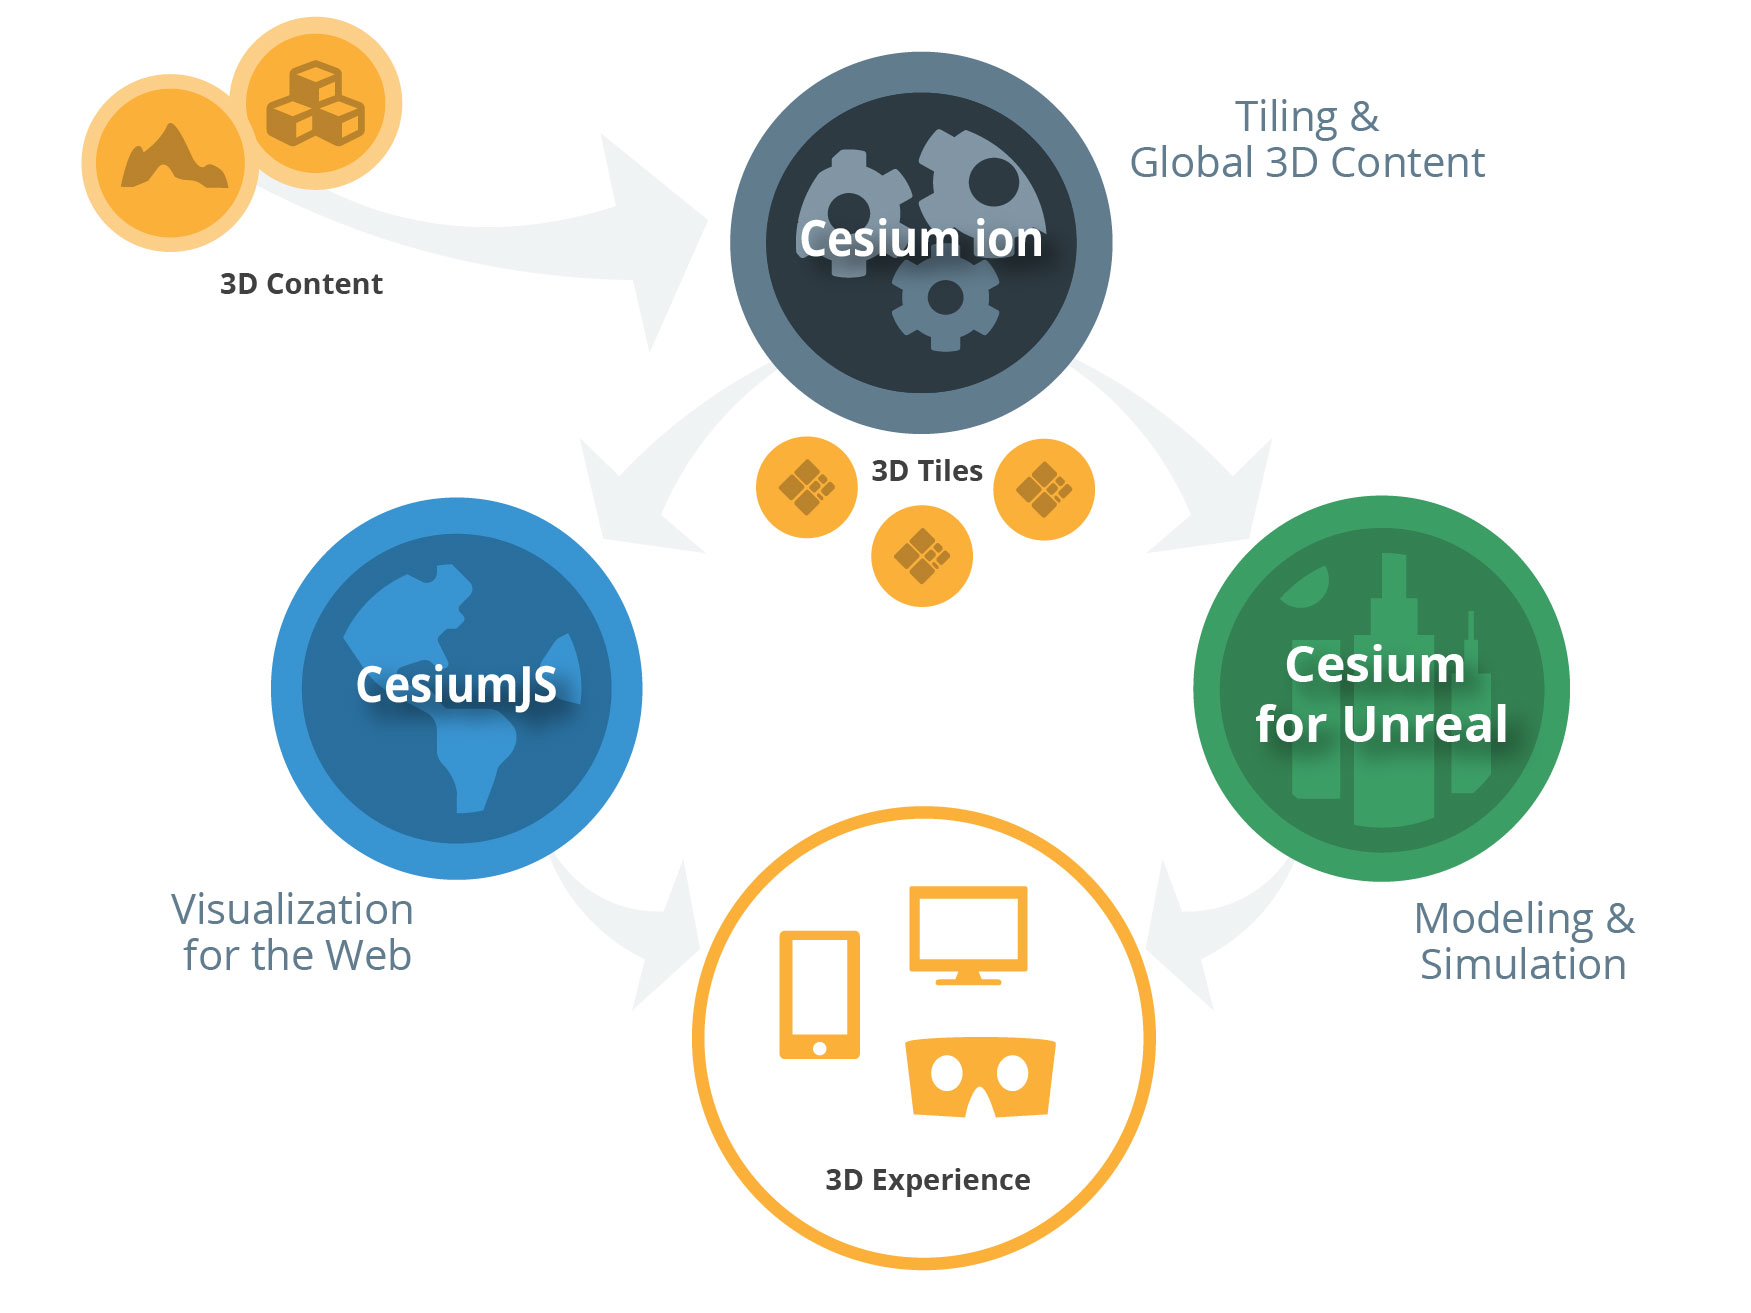 Tiling &
Global 3D Content
Cesium ion
3D Content
3D Tiles
CesiumJS
Cesium
for Unreal
Visualization
for the Web
Modeling &
Simulation
3D Experience